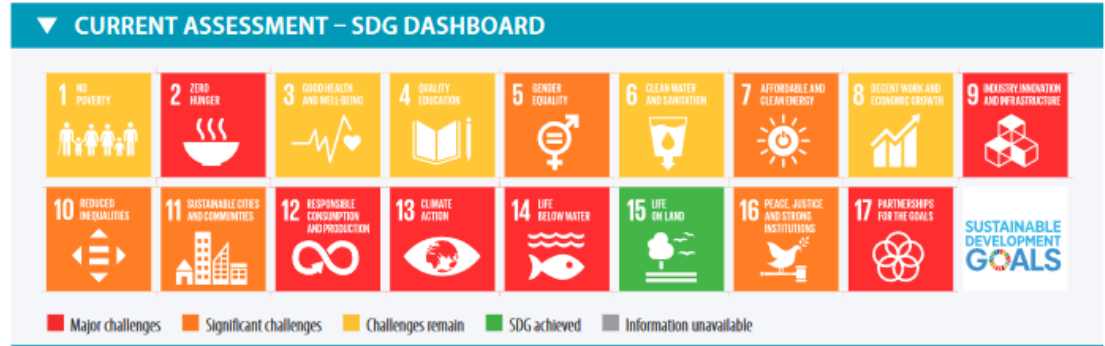 ▼ CURRENT ASSESSMENT – SDG DASHBOARD
1 NO
POVERTY
2 ZERO
HUNGER
3 GOOD HEALTH
AND WELL-BEING
4 QUALITY
EDUCATION
5 GENDER
EQUALITY
6 CLEAN WATER
AND SANITATION
7 AFFORDABLE AND
CLEAN ENERGY
8 DECENT WORK AND
ECONOMIC GROWTH
9 INDUSTRY, INNOVATION
AND INFRASTRUCTURE
10 REDUCED
INEQUALITIES
11 SUSTAINABLE CITIES
AND COMMUNITIES
12 RESPONSIBLE
CONSUMPTION
AND PRODUCTION
13 CLIMATE
ACTION
14 LIFE
BELOW WATER
15 LIFE
ON LAND
16 PEACE, JUSTICE
AND STRONG
INSTITUTIONS
17 PARTNERSHIPS
FOR THE GOALS
SUSTAINABLE
DEVELOPMENT
GOALS
Major challenges Significant challenges Challenges remain SDG achieved Information unavailable